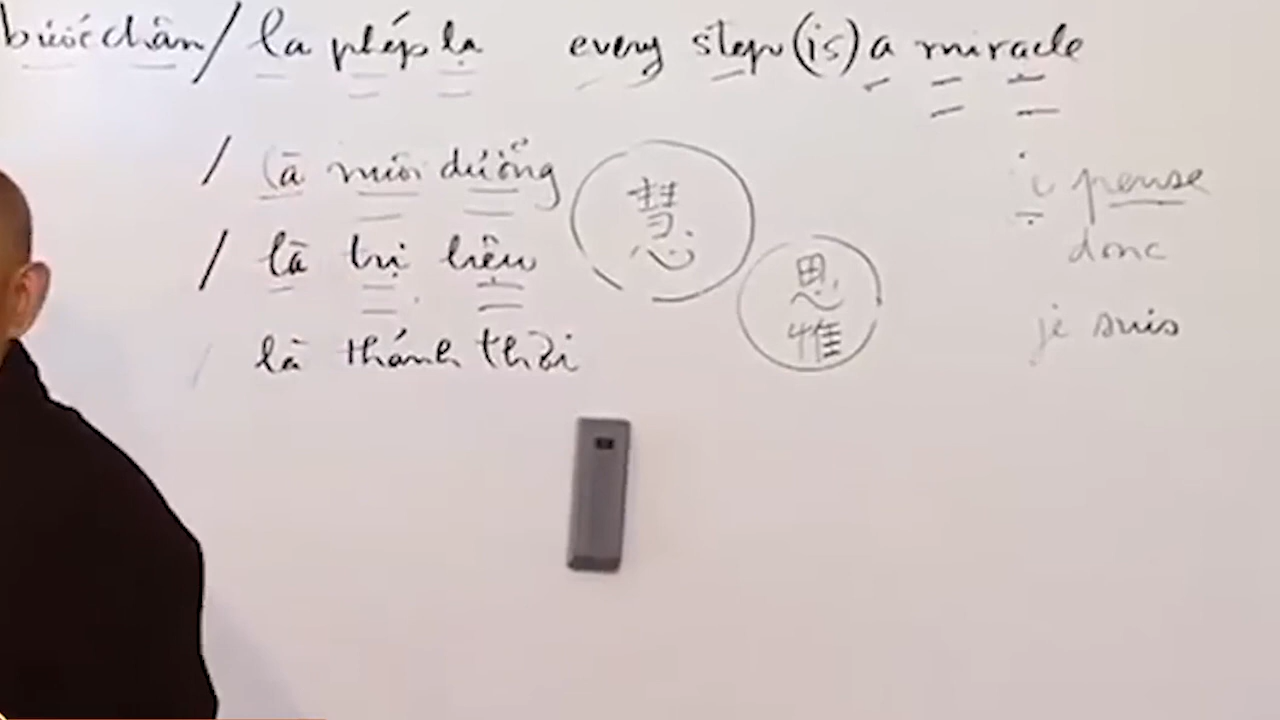 bước chân / là phép lạ every step (is) a miracle
/ là nuôi dưỡng
/ là trị liệu
/ là thảnh thơi
慧
思
惟
je pense
donc
je suis